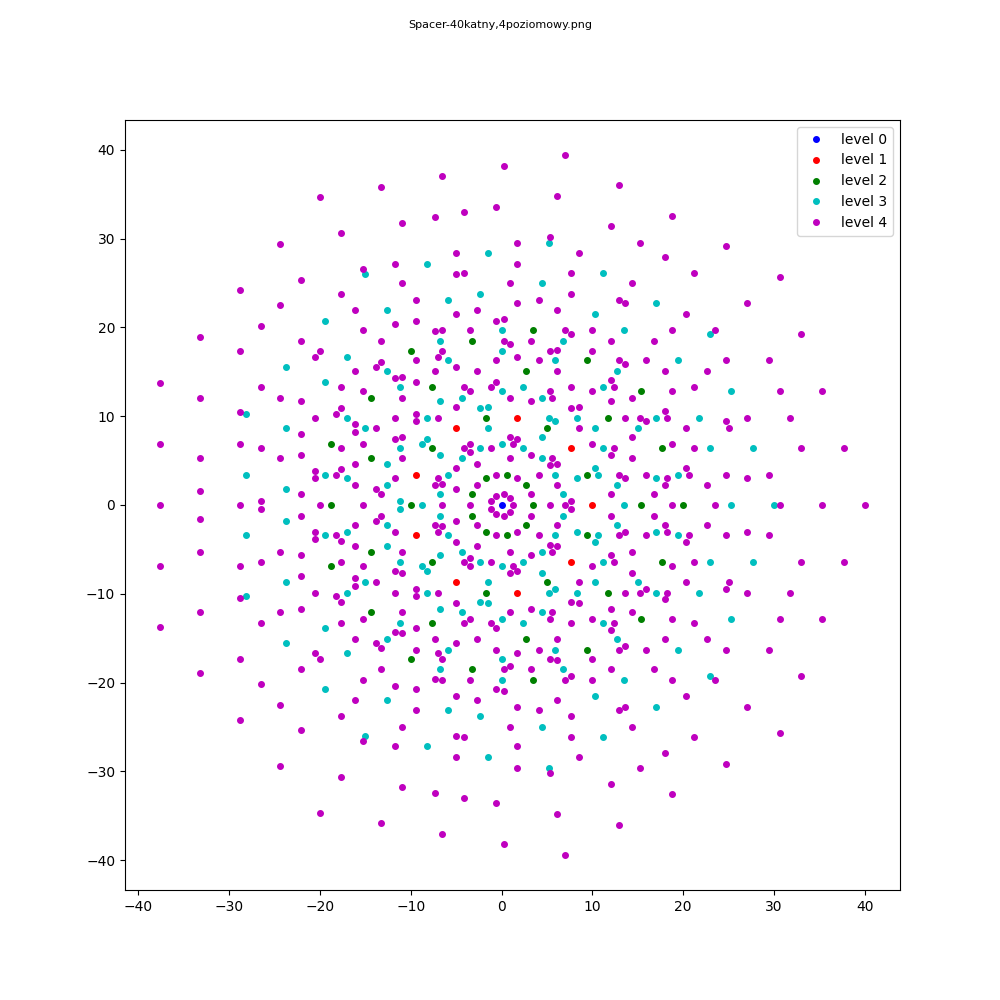 Spacer-40katny,4poziomowy.png
level 0
level 1
level 2
level 3
level 4
40
30
20
10
0
−10
−20
−30
−40
−40 −30 −20 −10 0 10 20 30 40